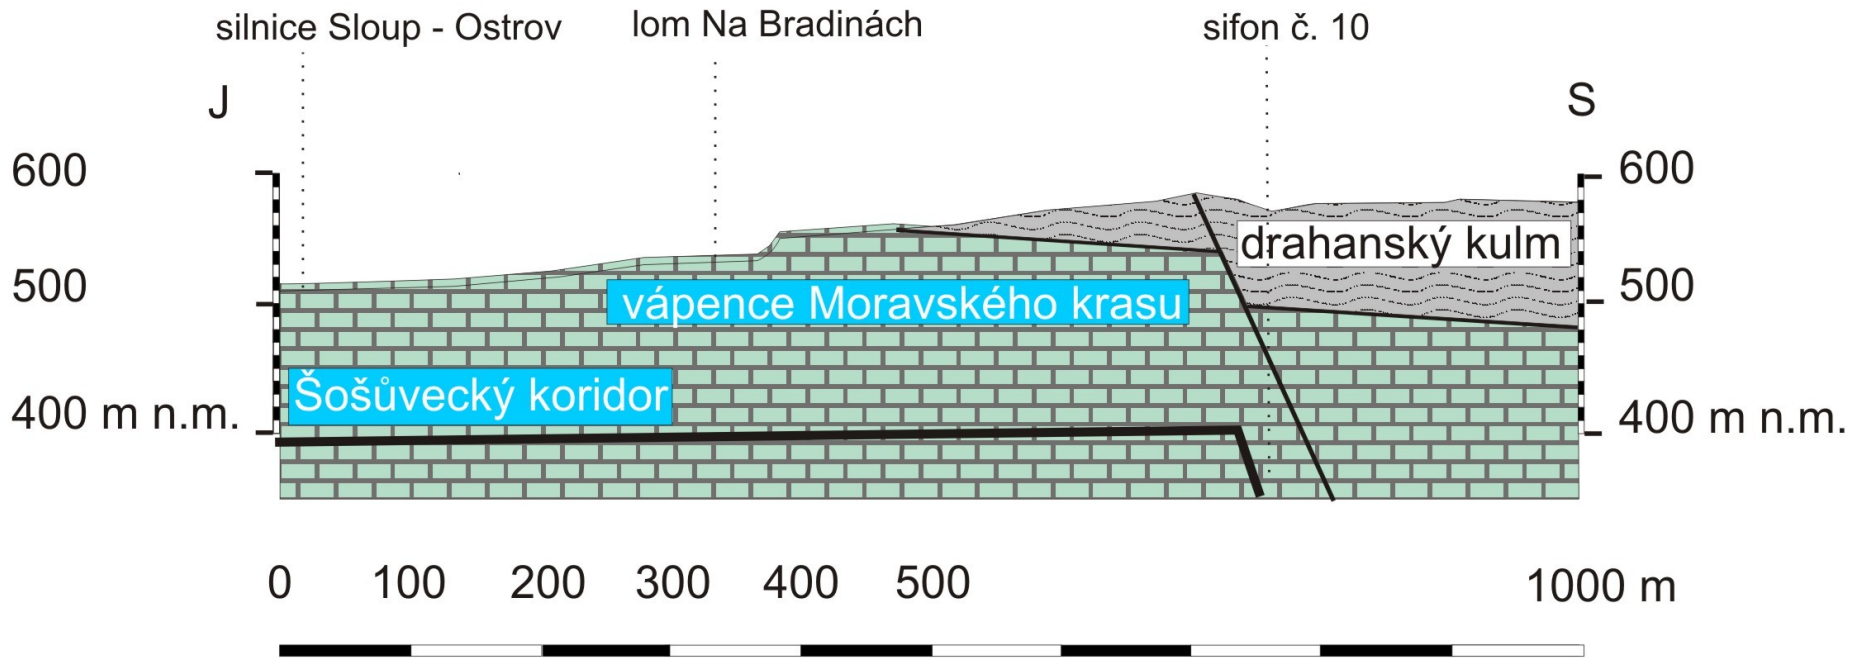 silnice Sloup - Ostrov
lom Na Bradinách
sifon č. 10
J
S
600
600
500
500
400 m n.m.
400 m n.m.
drahanský kulm
vápence Moravského krasu
Šošůvecký koridor
0 100 200 300 400 500 1000 m